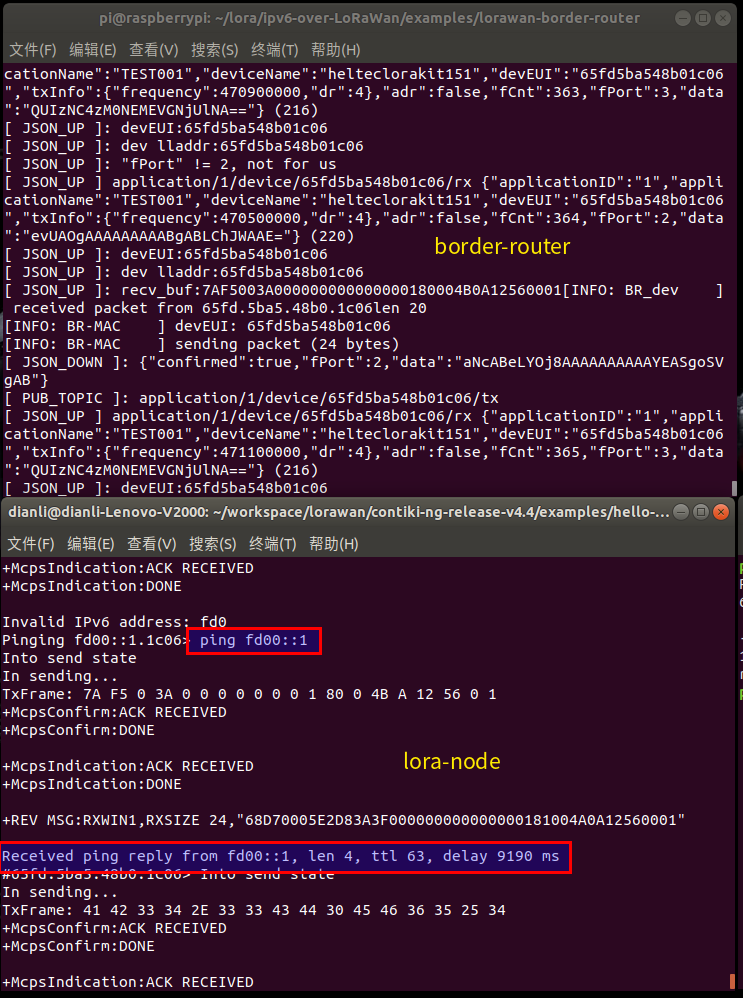 pi@raspberrypi: ~/lora/ipv6-over-LoRaWan/examples/lorawan-border-router
文件(F) 编辑(E) 查看(V) 搜索(S) 终端(T) 帮助(H)
cationName":"TEST001","deviceName":"helteclorakit151","devEUI":"65fd5ba548b01c06
","txInfo":{"frequency":470900000,"dr":4},"adr":false,"fCnt":363,"fPort":3,"data
":"QUIzNC4zM0NEMEVGNjUlNA=="} (216)
[ JSON_UP ]: devEUI:65fd5ba548b01c06
[ JSON_UP ]: dev lladdr:65fd5ba548b01c06
[ JSON_UP ]: "fPort" != 2, not for us
[ JSON_UP ] application/1/device/65fd5ba548b01c06/rx {"applicationID":"1","appli
cationName":"TEST001","deviceName":"helteclorakit151","devEUI":"65fd5ba548b01c06
","txInfo":{"frequency":470500000,"dr":4},"adr":false,"fCnt":364,"fPort":2,"data
":"evUAOgAAAAAAAAABgABLChJWAAE="} (220)
border-router
[ JSON_UP ]: devEUI:65fd5ba548b01c06
[ JSON_UP ]: dev lladdr:65fd5ba548b01c06
[ JSON_UP ]: recv_buf:7AF5003A0000000000000000180004B0A12560001[INFO: BR_dev    ]
 received packet from 65fd.5ba5.48b0.1c06len 20
[INFO: BR-MAC    ] devEUI: 65fd5ba548b01c06
[INFO: BR-MAC    ] sending packet (24 bytes)
[ JSON_DOWN ]: {"confirmed":true,"fPort":2,"data":"aNcABeLYOj8AAAAAAAAAAYEASgoSV
gAB"}
[ PUB_TOPIC ]: application/1/device/65fd5ba548b01c06/tx
[ JSON_UP ] application/1/device/65fd5ba548b01c06/rx {"applicationID":"1","appli
cationName":"TEST001","deviceName":"helteclorakit151","devEUI":"65fd5ba548b01c06
","txInfo":{"frequency":471100000,"dr":4},"adr":false,"fCnt":365,"fPort":3,"data
":"QUIzNC4zM0NEMEVGNjUlNA=="} (216)
[ JSON_UP ]: devEUI:65fd5ba548b01c06
dianli@dianli-Lenovo-V2000: ~/workspace/lorawan/contiki-ng-release-v4.4/examples/hello-...
文件(F) 编辑(E) 查看(V) 搜索(S) 终端(T) 帮助(H)
+McpsIndication:ACK RECEIVED
+McpsIndication:DONE
Invalid IPv6 address: fd0
Pinging fd00::1.1c06> ping fd00::1
Into send state
In sending...
TxFrame: 7A F5 0 3A 0 0 0 0 0 0 0 1 80 0 4B A 12 56 0 1
+McpsConfirm:ACK RECEIVED
+McpsConfirm:DONE
lora-node
+McpsIndication:ACK RECEIVED
+McpsIndication:DONE
+REV MSG:RXWIN1,RXSIZE 24,"68D70005E2D83A3F0000000000000000181004A0A12560001"
Received ping reply from fd00::1, len 4, ttl 63, delay 9190 ms
#65fd.5ba5.48b0.1c06> Into send state
In sending...
TxFrame: 41 42 33 34 2E 33 33 43 44 30 45 46 36 35 25 34
+McpsConfirm:ACK RECEIVED
+McpsConfirm:DONE
+McpsIndication:ACK RECEIVED